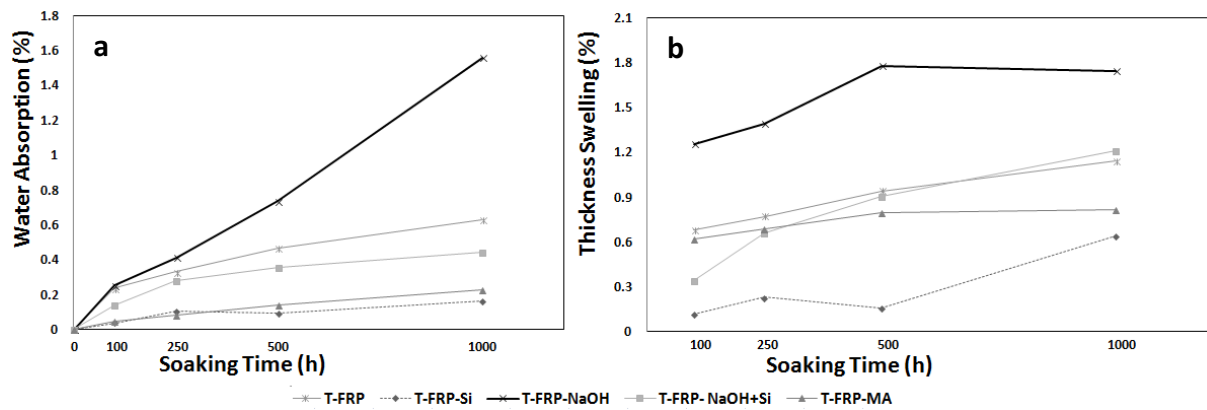 a
Water Absorption (%)
1.8
1.6
1.4
1.2
1
0.8
0.6
0.4
0.2
0
0 100 250 500 1000
Soaking Time (h)
b
Thickness Swelling (%)
2.1
1.8
1.5
1.2
0.9
0.6
0.3
0
100 250 500 1000
Soaking Time (h)
T-FRP T-FRP-Si T-FRP-NaOH T-FRP- NaOH+Si T-FRP-MA